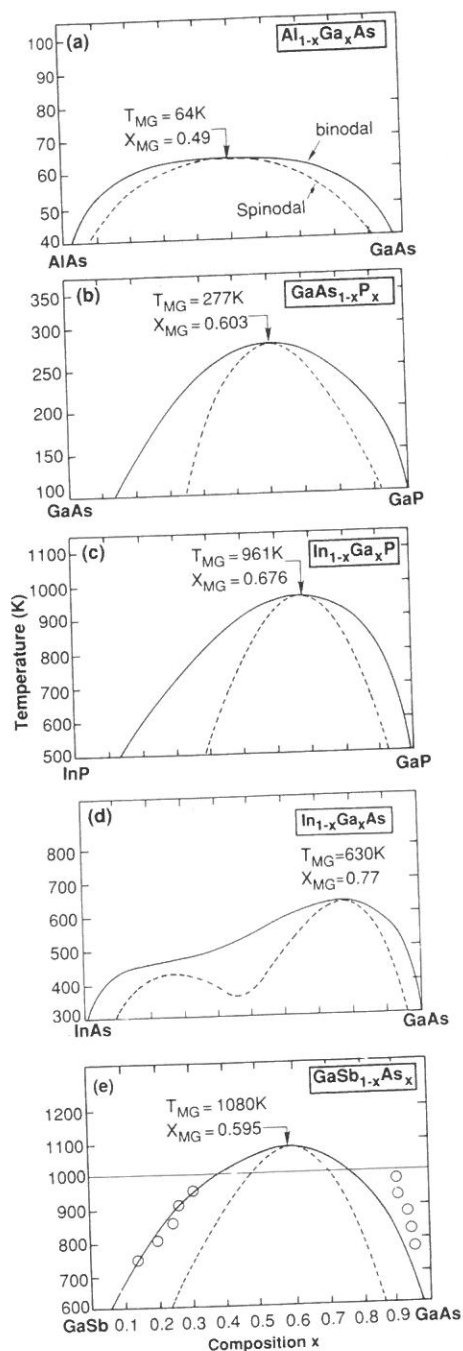 (a) Al1-xGaxAs
100
90
80
70
60
50
40
TMG = 64K
XMG = 0.49
binodal
Spinodal
AlAs GaAs
(b) GaAs1-xPx
350
300
250
200
150
100
TMG = 277K
XMG = 0.603
GaAs GaP
(c) In1-xGaxP
1100
1000
900
800
700
600
500
TMG = 961K
XMG = 0.676
InP GaP
Temperature (K)
(d) In1-xGaxAs
800
700
600
500
400
300
TMG=630K
XMG=0.77
InAs GaAs
(e) GaSb1-xAsx
1200
1100
1000
900
800
700
600
TMG = 1080K
XMG = 0.595
GaSb 0.1 0.2 0.3 0.4 0.5 0.6 0.7 0.8 0.9 GaAs
Composition x